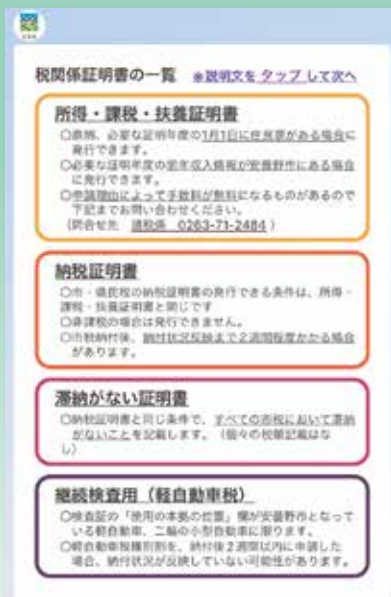 税関係証明書の一覧 ※説明文をタップして次へ
所得・課税・扶養証明書
〇原則、必要な証明年度の1月1日に住民票がある場合に
発行できます。
〇必要な証明年度の前年収入情報が安曇野市にある場合
に発行できます。
〇申請理由によって手数料が無料になるものがあるので
下記までお問い合わせください。
(問合せ先 諸税係 0263-71-2484)
納税証明書
〇市・県民税の納税証明書の発行できる条件は、所得・
課税・扶養証明書と同じです
〇非課税の場合は発行できません。
〇市税納付後、納付状況反映まで2週間程度かかる場合
があります。
滞納がない証明書
〇納税証明書と同じ条件で、すべての市税において滞納
がないことを記載します。(個々の税額記載はな
し)
継続検査用(軽自動車税)
〇検査証の「使用の本拠の位置」欄が安曇野市となって
いる軽自動車、二輪の小型自動車に限ります。
〇軽自動車税種別割を、納付後2週間以内に申請した
場合、納付状況が反映していない可能性があります。